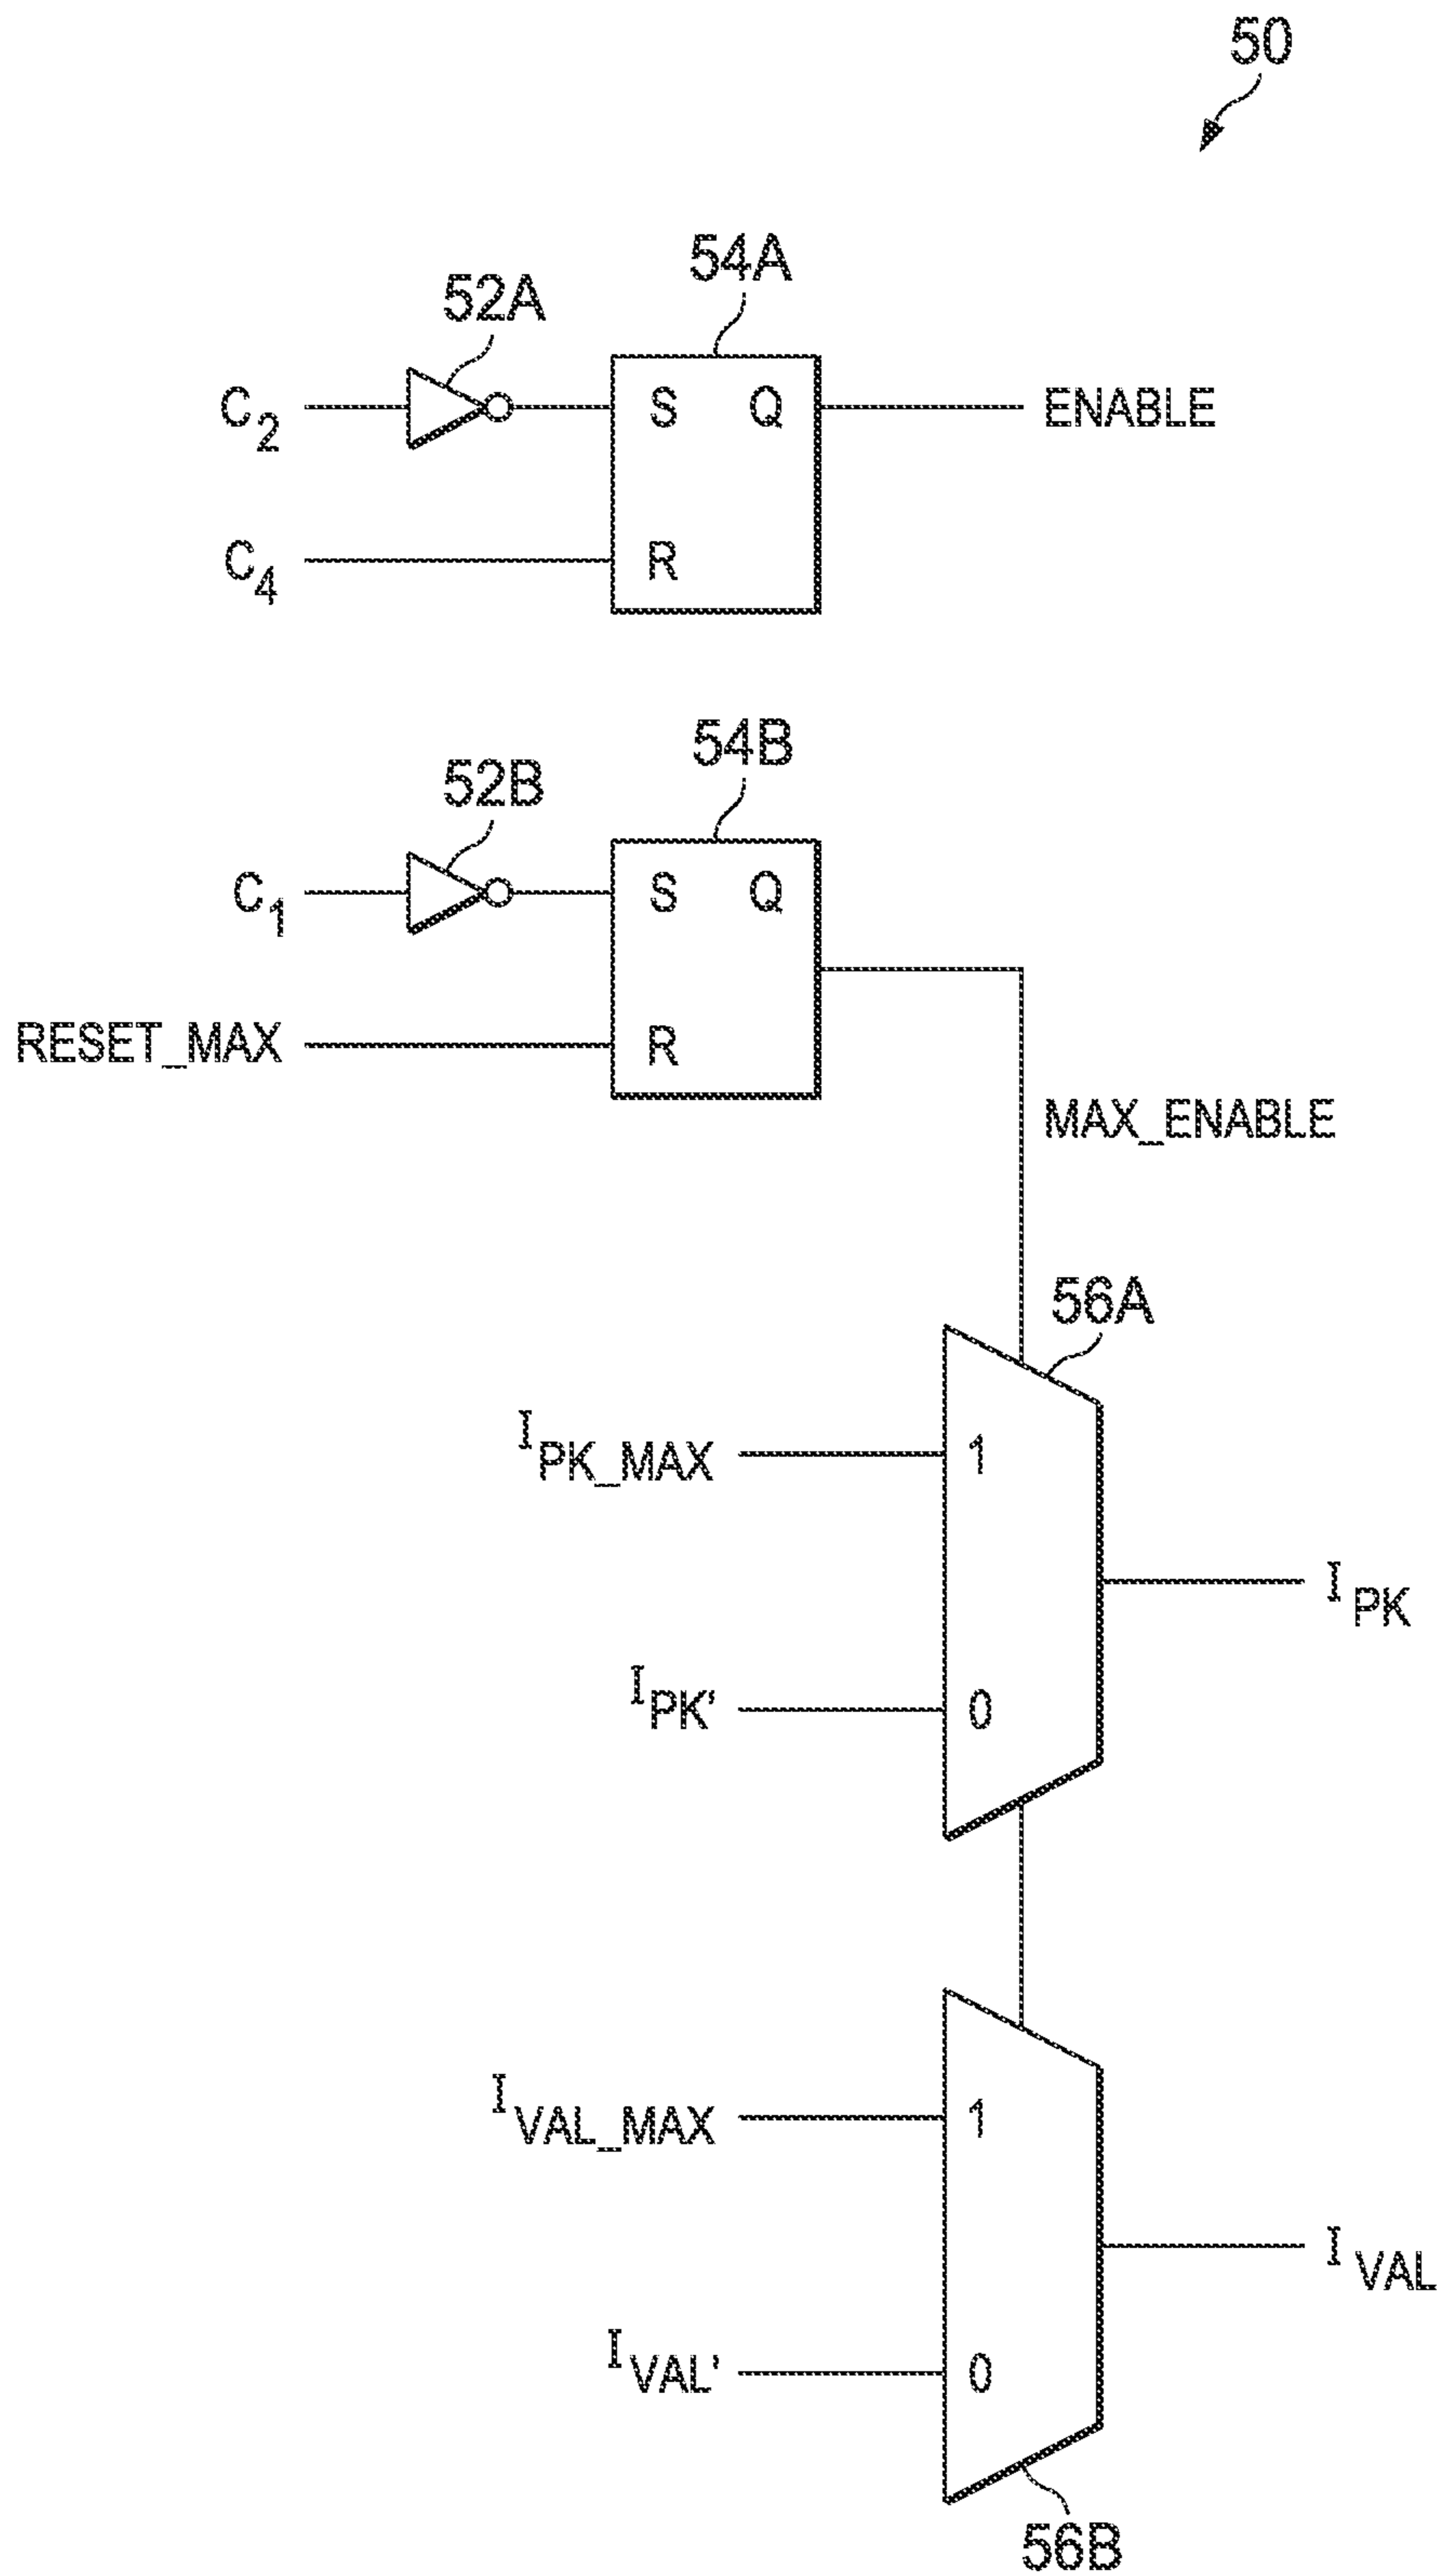 50
54A
52A
C2
S
Q
ENABLE
C4
R
54B
52B
C1
S
Q
RESET_MAX
R
MAX_ENABLE
56A
IPK_MAX
1
IPK
IPK'
0
IVAL_MAX
1
IVAL
IVAL'
0
56B